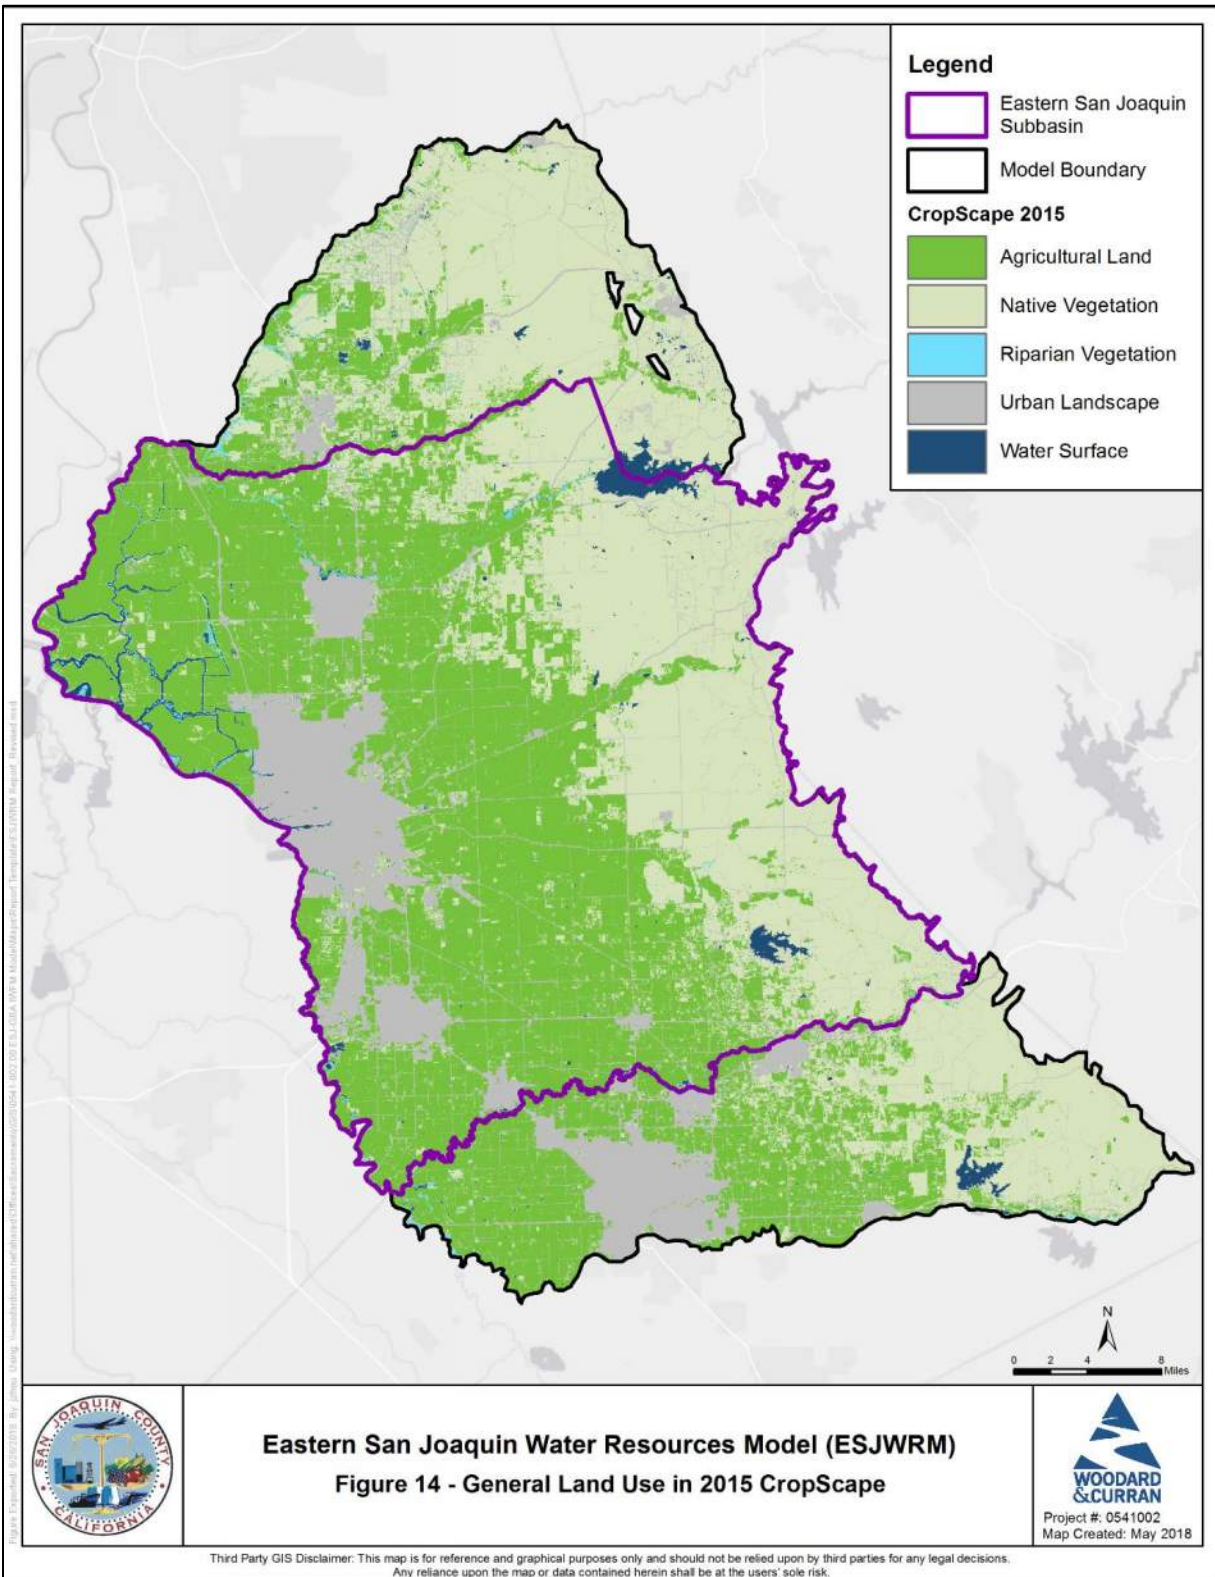 Legend
Eastern San Joaquin
Subbasin
Model Boundary
CropScape 2015
Agricultural Land
Native Vegetation
Riparian Vegetation
Urban Landscape
Water Surface
N
0 2 4 8
Miles
SAN JOAQUIN COUNTY
CALIFORNIA
Eastern San Joaquin Water Resources Model (ESJWRM)
Figure 14 - General Land Use in 2015 CropScape
WOODARD
&CURRAN
Project #: 0541002
Map Created: May 2018
Third Party GIS Disclaimer: This map is for reference and graphical purposes only and should not be relied upon by third parties for any legal decisions.
Any reliance upon the map or data contained herein shall be at the users' sole risk.